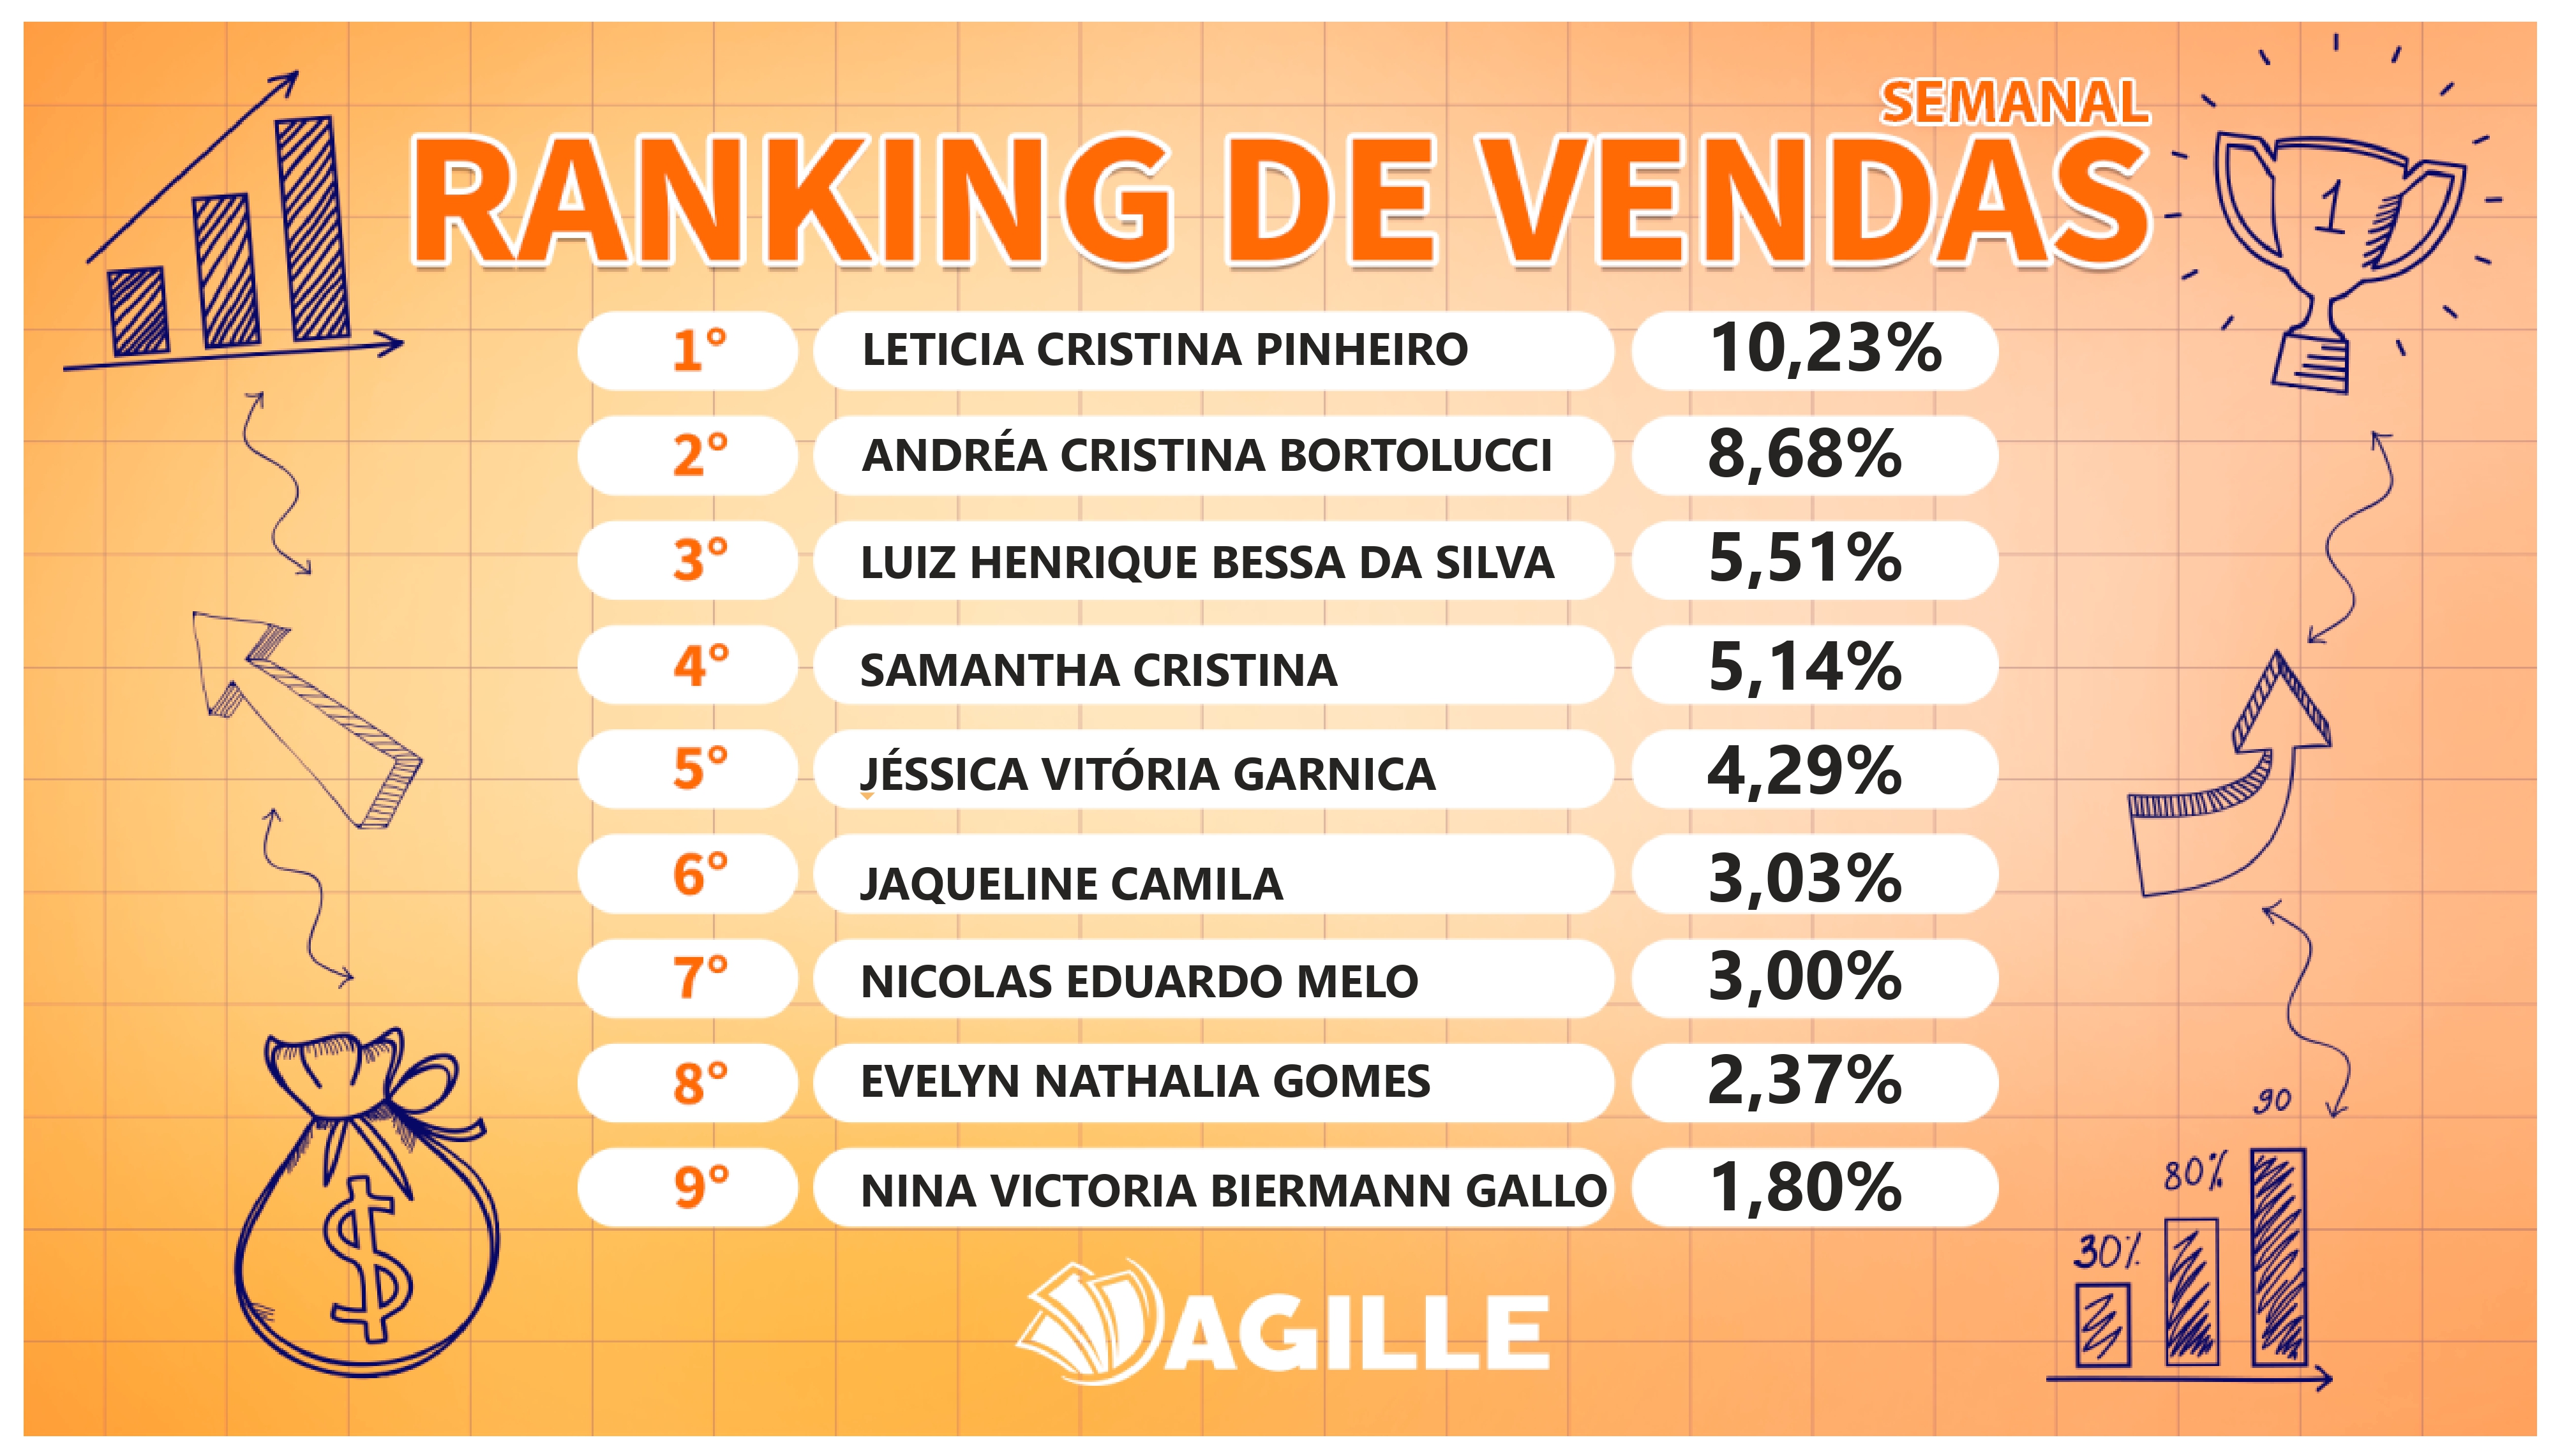 SEMANAL
RANKING DE VENDAS
1
1° LETICIA CRISTINA PINHEIRO 10,23%
2° ANDRÉA CRISTINA BORTOLUCCI 8,68%
3° LUIZ HENRIQUE BESSA DA SILVA 5,51%
4° SAMANTHA CRISTINA 5,14%
5° JÉSSICA VITÓRIA GARNICA 4,29%
6° JAQUELINE CAMILA 3,03%
7° NICOLAS EDUARDO MELO 3,00%
8° EVELYN NATHALIA GOMES 2,37%
9° NINA VICTORIA BIERMANN GALLO 1,80%
$
30% 80% 90
AGILLE